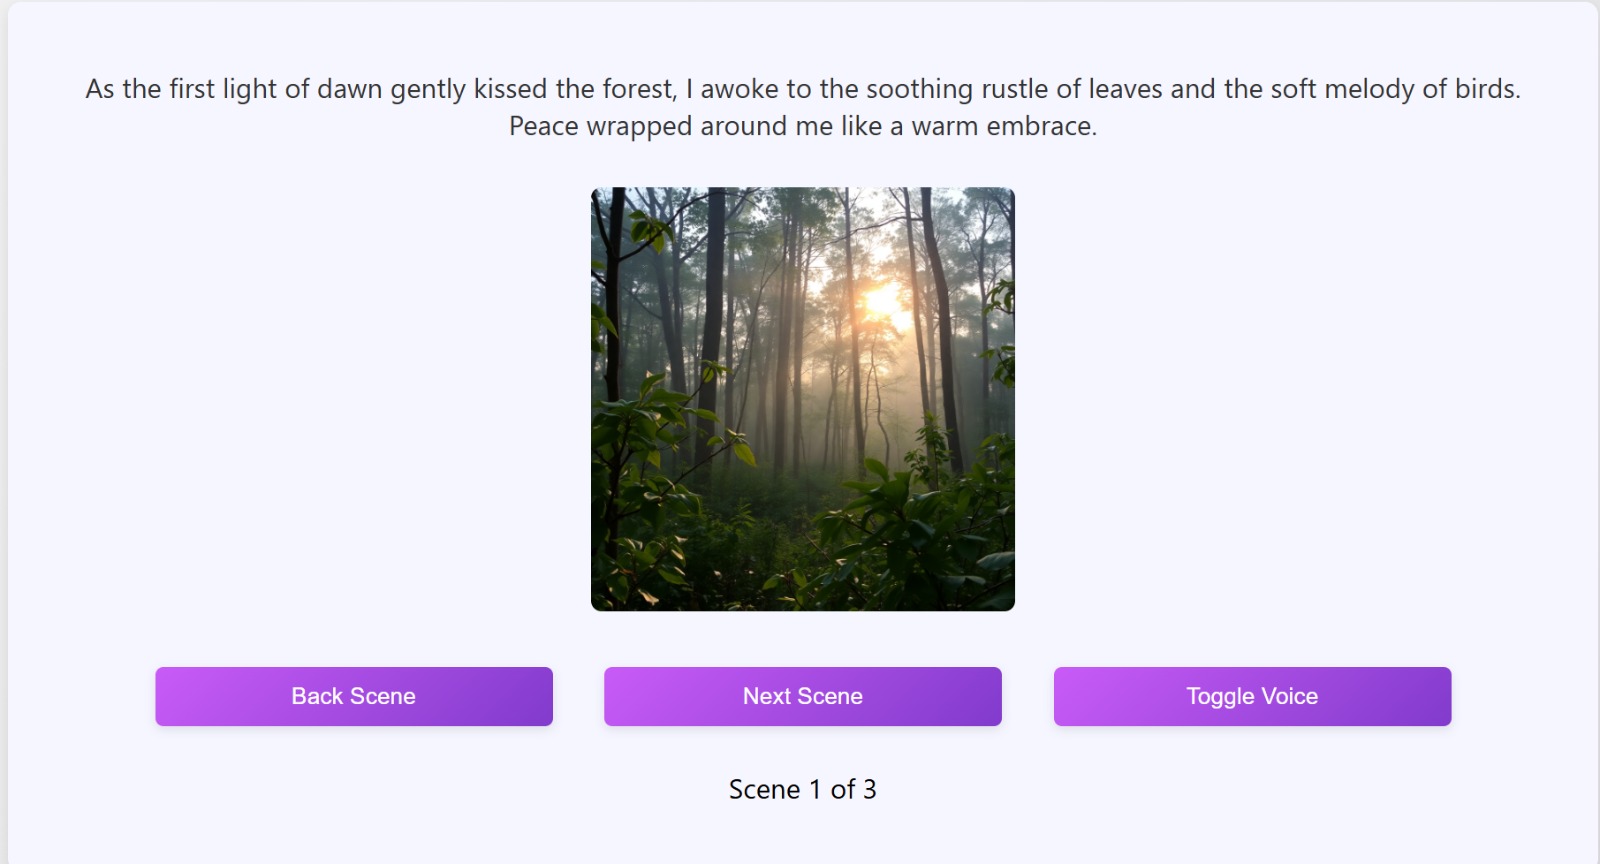 As the first light of dawn gently kissed the forest, I awoke to the soothing rustle of leaves and the soft melody of birds.
Peace wrapped around me like a warm embrace.
Back Scene
Next Scene
Toggle Voice
Scene 1 of 3